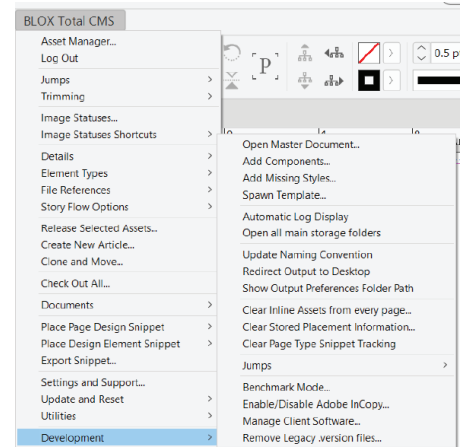 BLOX Total CMS
Asset Manager...
Log Out
Jumps
Trimming
Image Statuses...
Image Statuses Shortcuts
Details
Element Types
File References
Story Flow Options
Release Selected Assets...
Create New Article...
Clone and Move...
Check Out All...
Documents
Place Page Design Snippet
Place Design Element Snippet
Export Snippet...
Settings and Support...
Update and Reset
Utilities
Development
P
0.5 p
Open Master Document...
Add Components...
Add Missing Styles...
Spawn Template...
Automatic Log Display
Open all main storage folders
Update Naming Convention
Redirect Output to Desktop
Show Output Preferences Folder Path
Clear Inline Assets from every page...
Clear Stored Placement Information...
Clear Page Type Snippet Tracking
Jumps
Benchmark Mode...
Enable/Disable Adobe InCopy...
Manage Client Software...
Remove Legacy .version files...